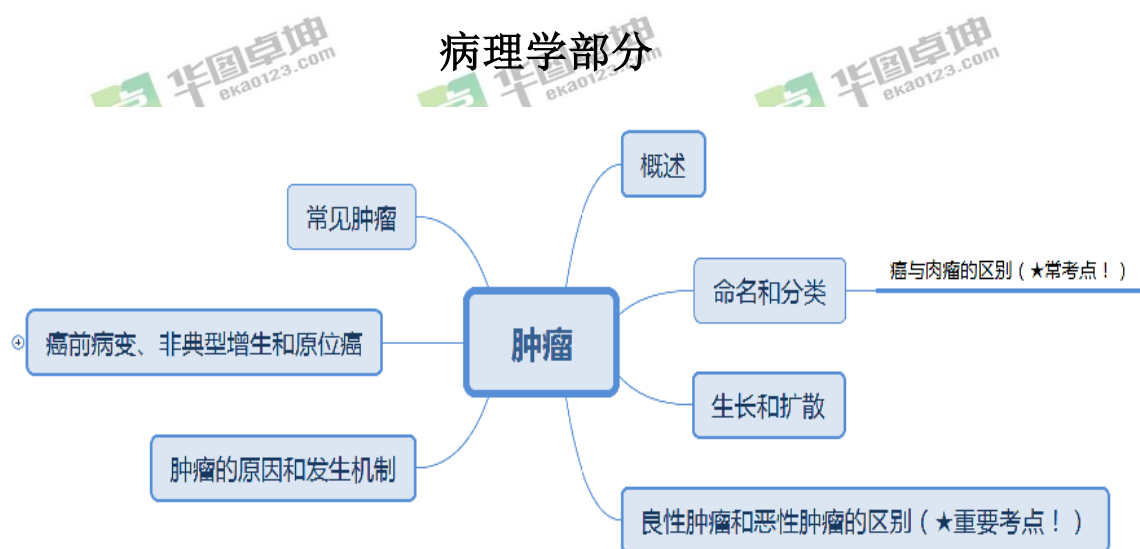 病理学部分
华图卓坤
ekao123.com
华图卓坤
ekao123.com
华图卓坤
ekao123.com
概述
常见肿瘤
命名和分类
癌与肉瘤的区别（★常考点！）
肿瘤
癌前病变、非典型增生和原位癌
生长和扩散
肿瘤的原因和发生机制
良性肿瘤和恶性肿瘤的区别（★重要考点！）